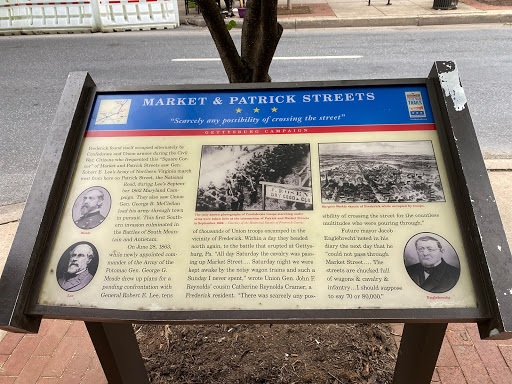 MARKET & PATRICK STREETS
"Scarcely any possibility of crossing the street"
GETTYSBURG CAMPAIGN
Frederick found itself occupied alternately by
Confederate and Union armies during the Civil
War. Citizens who frequented this "Square Cor-
ner" of Market and Patrick Streets saw Gen.
Robert E. Lee's Army of Northern Virginia march
west from here on Patrick Street, the National
Road, during Lee's Septem-
ber 1862 Maryland Cam-
paign. They also saw Union
Gen. George B. McClellan
lead his army through town
in pursuit. This first South-
ern invasion culminated in
the Battles of South Moun-
tain and Antietam.
On June 28, 1863,
newly appointed com-
mander of the Army of the
Potomac Gen. George G.
Meade drew up plans for a
pending confrontation with
General Robert E. Lee, tens
Meade
Lee
of thousands of Union troops encamped in the
vicinity of Frederick. Within a day they headed
north again, to the battle that erupted at Gettys-
burg, Pa. "All day Saturday the cavalry was pass-
ing up Market Street ... Saturday night we were
kept awake by the noisy wagon trains and such a
Sunday I never spent," wrote Union Gen. John F.
Reynolds' cousin Catherine Reynolds Cramer, a
Frederick resident. "There was scarcely any pos-
sibility of crossing the street for the countless
multitudes who were pouring through."
Future mayor Jacob
Engelbrecht noted in his
diary the next day that he
"could not pass through
Market Street.... The
streets are chucked full
of wagons & cavalry &
infantry...I should suppose
to say 70 or 80,000."
Engelbrecht